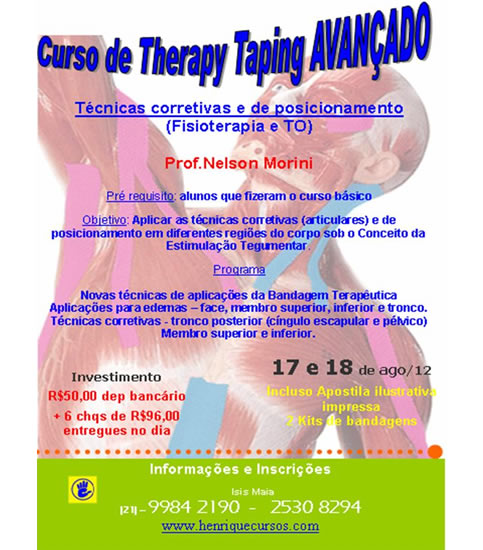 Curso de Therapy Taping AVANÇADO
Técnicas corretivas e de posicionamento
(Fisioterapia e TO)
Prof.Nelson Morini
Pré requisito: alunos que fizeram o curso básico
Objetivo: Aplicar as técnicas corretivas (articulares) e de
posicionamento em diferentes regiões do corpo sob o Conceito da
Estimulação Tegumentar.
Programa
Novas técnicas de aplicações da Bandagem Terapêutica
Aplicações para edemas – face, membro superior, inferior e tronco.
Técnicas corretivas - tronco posterior (cíngulo escapular e pélvico)
Membro superior e inferior.
Investimento
R$50,00 dep bancário
+ 6 chqs de R$96,00
entregues no dia
17 e 18 de ago/12
Incluso Apostila ilustrativa
impressa
2 Kits de bandagens
Informações e Inscrições
Isis Maia
(21) – 9984 2190 - 2530 8294
www.henriquecursos.com